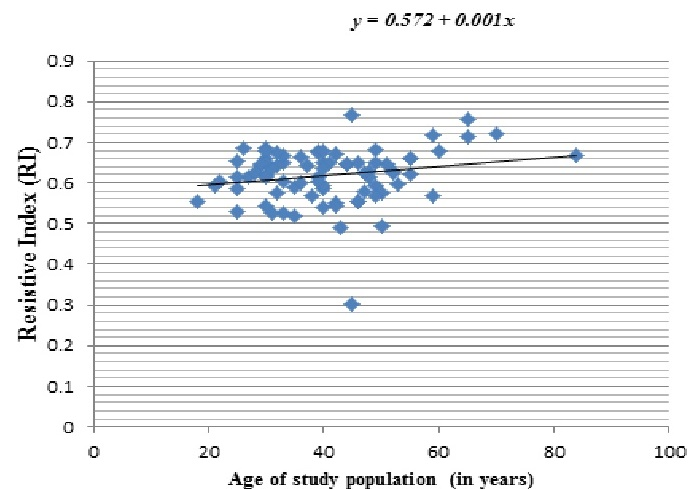 y = 0.572 + 0.001x
Resistive Index (RI)
0.9
0.8
0.7
0.6
0.5
0.4
0.3
0.2
0.1
0
0 20 40 60 80 100
Age of study population (in years)